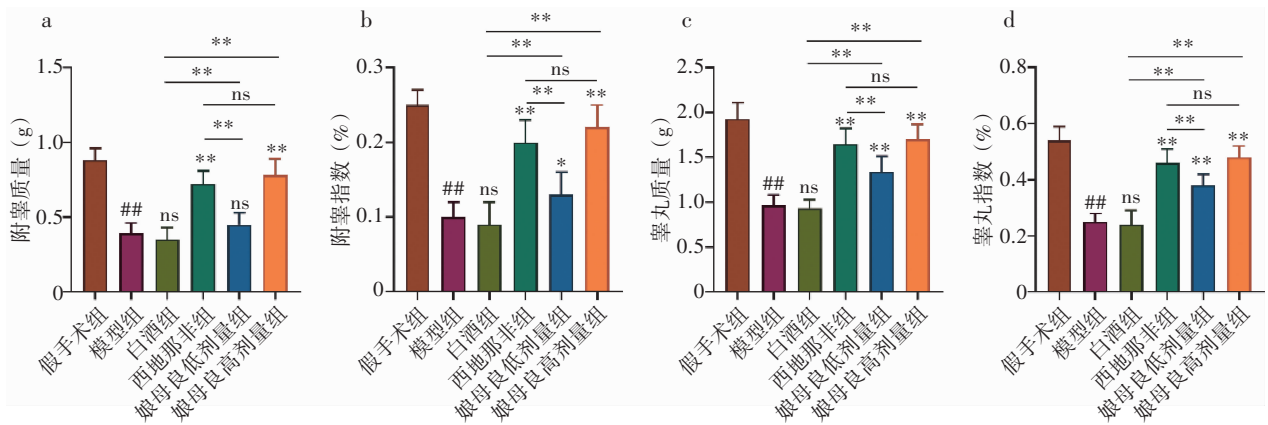 a
**
**
ns
**
附睾质量（g）
1.5
1.0
0.5
0
##
ns
**
ns
**
假手术组
模型组
白酒组
西地那非组
娘母良低剂量组
娘母良高剂量组
b
**
**
ns
**
附睾指数（%）
0.3
0.2
0.1
0
##
ns
**
*
**
假手术组
模型组
白酒组
西地那非组
娘母良低剂量组
娘母良高剂量组
c
**
**
ns
**
睾丸质量（g）
2.5
2.0
1.5
1.0
0.5
0
##
ns
**
**
**
假手术组
模型组
白酒组
西地那非组
娘母良低剂量组
娘母良高剂量组
d
**
**
ns
**
睾丸指数（%）
0.8
0.6
0.4
0.2
0
##
ns
**
**
**
假手术组
模型组
白酒组
西地那非组
娘母良低剂量组
娘母良高剂量组